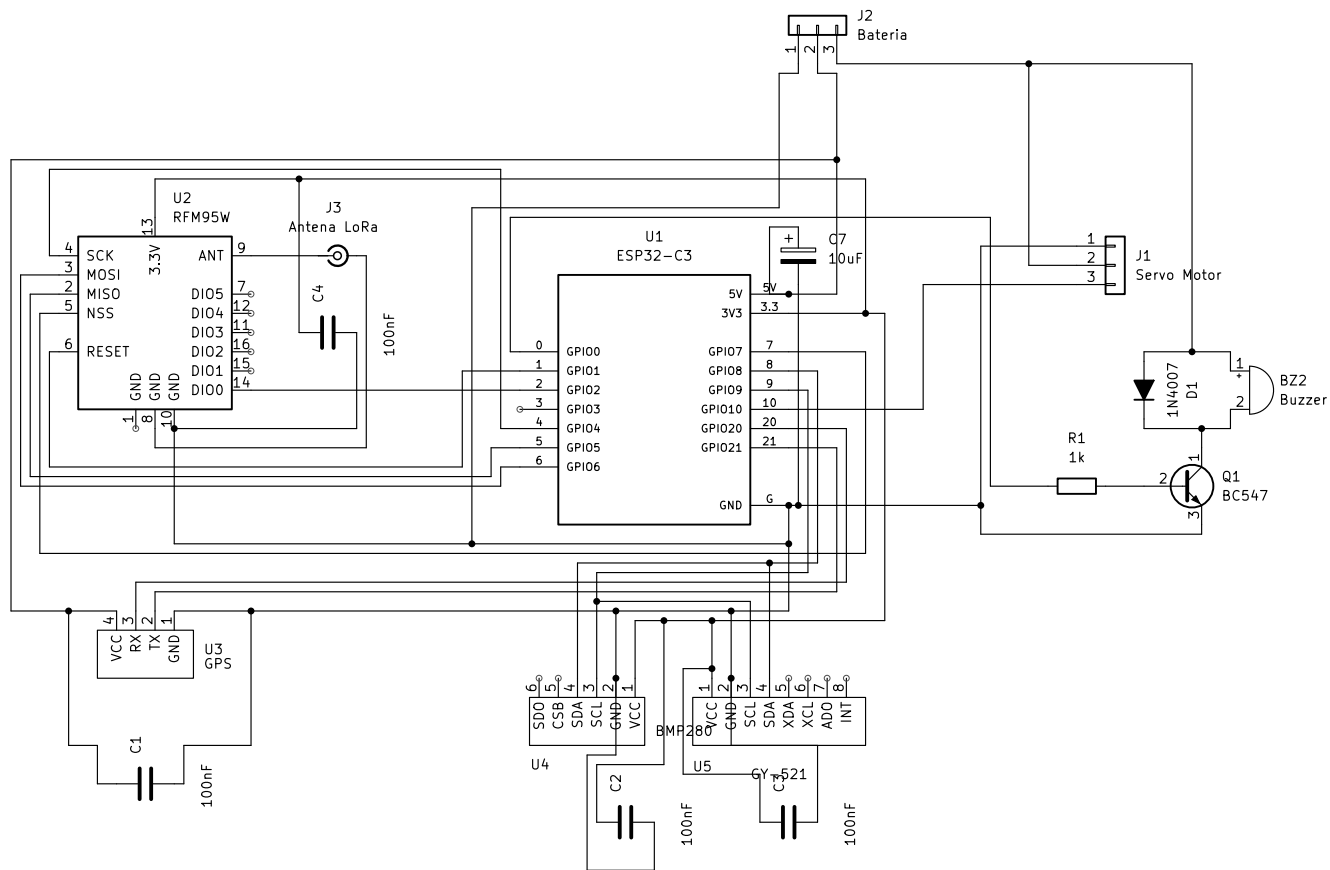 J2
Bateria
1
2
3
U2
RFM95W
13
3.3V
4
SCK
3
MOSI
2
MISO
5
NSS
6
RESET
ANT
9
DIO5
7
DIO4
12
DIO3
11
DIO2
16
DIO1
15
DIO0
14
GND
GND
GND
1
8
10
J3
Antena LoRa
C4
100nF
U1
ESP32-C3
0
GPIO0
1
GPIO1
2
GPIO2
3
GPIO3
4
GPIO4
5
GPIO5
6
GPIO6
5V
5V
3V3
3.3
GPIO7
7
GPIO8
8
GPIO9
9
GPIO10
10
GPIO20
20
GPIO21
21
GND
G
+
C7
10uF
1
2
3
J1
Servo Motor
1N4007
D1
1
+
2
BZ2
Buzzer
R1
1k
1
2
3
Q1
BC547
4
3
2
1
VCC
RX
TX
GND
U3
GPS
C1
100nF
6
5
4
3
2
1
SDO
CSB
SDA
SCL
GND
VCC
BMP280
U4
C2
100nF
1
2
3
4
5
6
7
8
VCC
GND
SCL
SDA
XDA
XCL
ADO
INT
U5
GY-521
C3
100nF